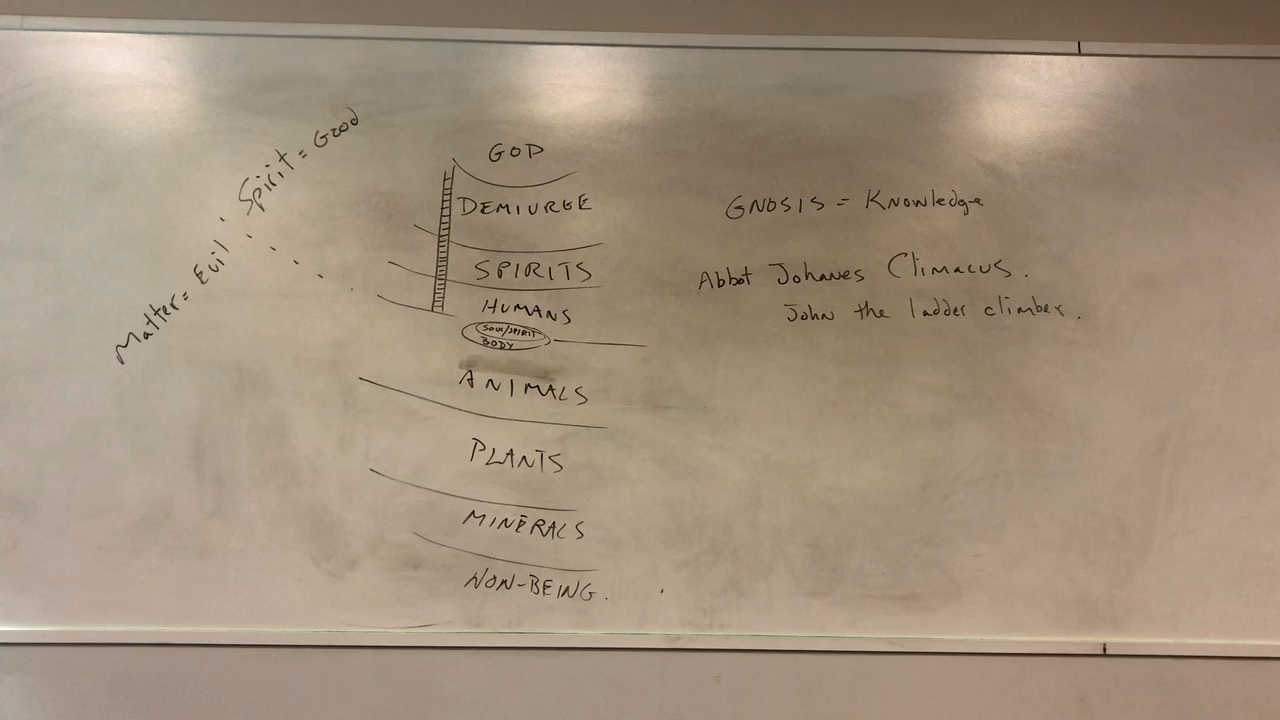 Matter = Evil : Spirit = Good
GOD
DEMIURGE
SPIRITS
HUMANS
SOUL/SPIRIT
BODY
ANIMALS
PLANTS
MINERALS
NON-BEING.
GNOSIS = Knowledge
Abbot Johanes Climacus.
John the ladder climber.